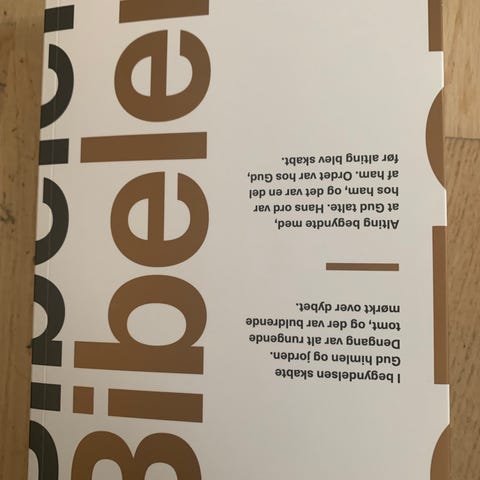 I begyndelsen skabte
Gud himlen og jorden.
Dengang var alt rungende
tomt, og der var buldrende
mørkt over dybet.
Alting begyndte med,
at Gud talte. Hans ord var
hos ham, og det var en del
af ham. Ordet var hos Gud,
før alting blev skabt.
Bibele